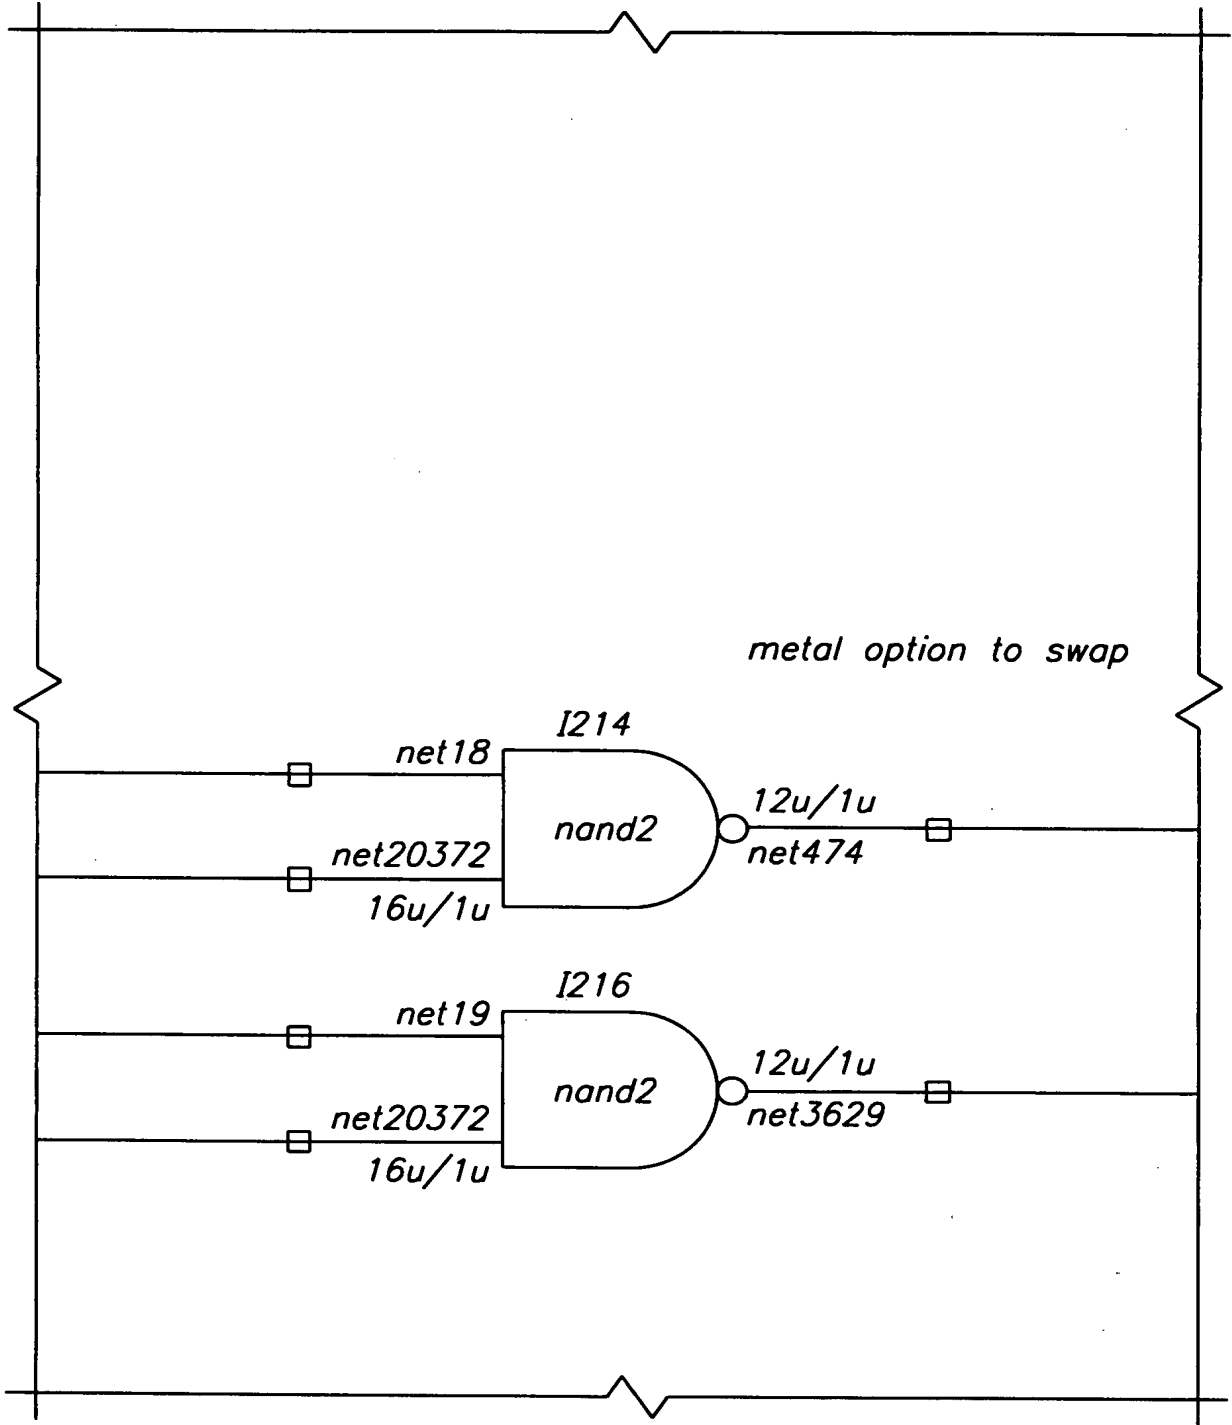 metal option to swap
I214
net18
nand2
12u/1u
net474
net20372
16u/1u
I216
net19
nand2
12u/1u
net3629
net20372
16u/1u